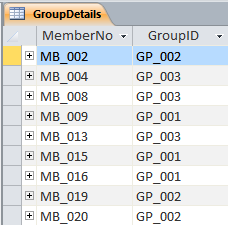 GroupDetails
MemberNo GroupID
MB_002 GP_002
MB_004 GP_003
MB_008 GP_003
MB_009 GP_001
MB_013 GP_003
MB_015 GP_001
MB_016 GP_001
MB_019 GP_002
MB_020 GP_002